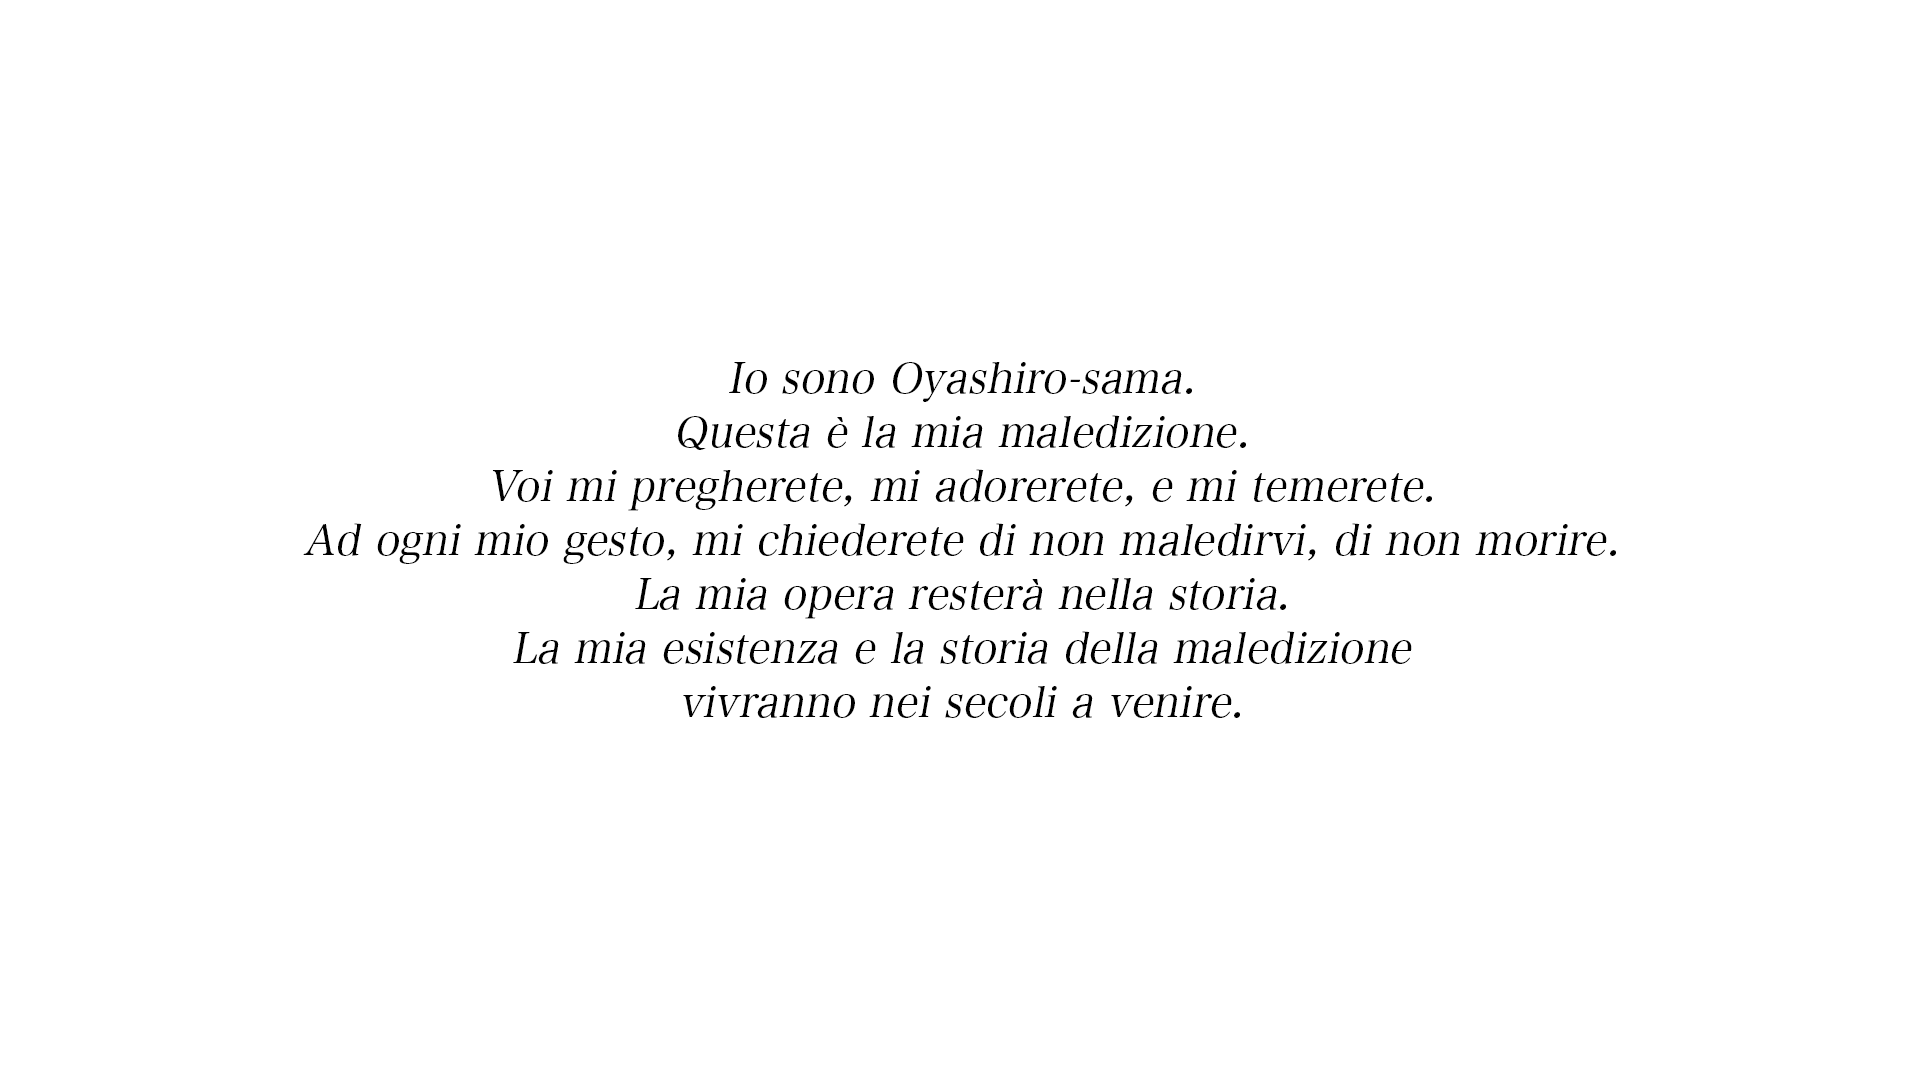 Io sono Oyashiro-sama.
Questa è la mia maledizione.
Voi mi pregherete, mi adorerete, e mi temerete.
Ad ogni mio gesto, mi chiederete di non maledirvi, di non morire.
La mia opera resterà nella storia.
La mia esistenza e la storia della maledizione
vivranno nei secoli a venire.